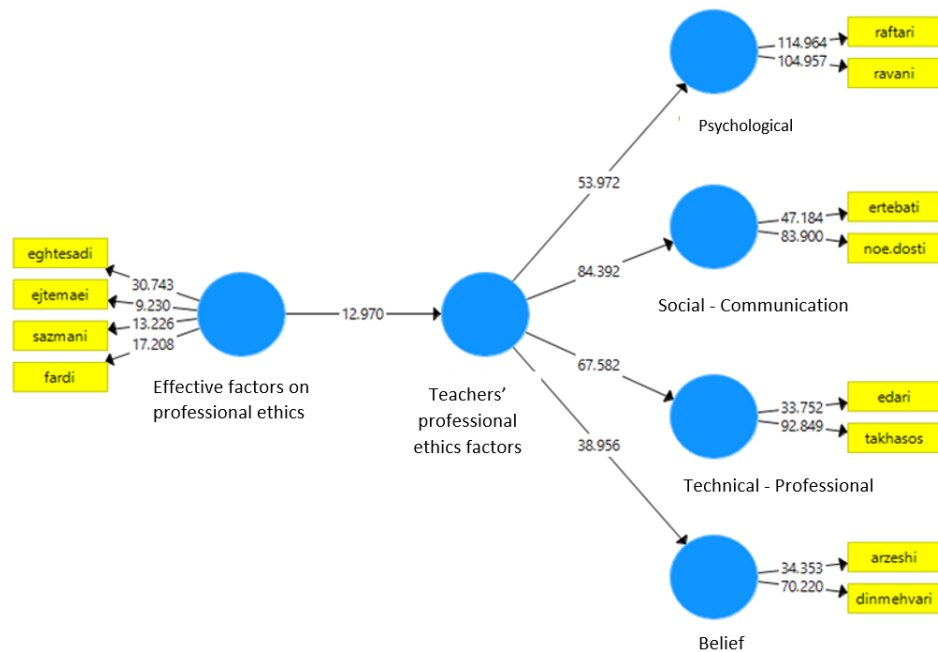 raftari
114.964
104.957
ravani
Psychological
53.972
ertebati
47.184
83.900
noe.dosti
eghtesadi
30.743
ejtemaei
9.230
13.226
sazmani
17.208
fardi
12.970
84.392
Social - Communication
Effective factors on
professional ethics
Teachers’
professional
ethics factors
67.582
38.956
edari
33.752
92.849
takhasos
Technical - Professional
arzeshi
34.353
70.220
dinmehvari
Belief